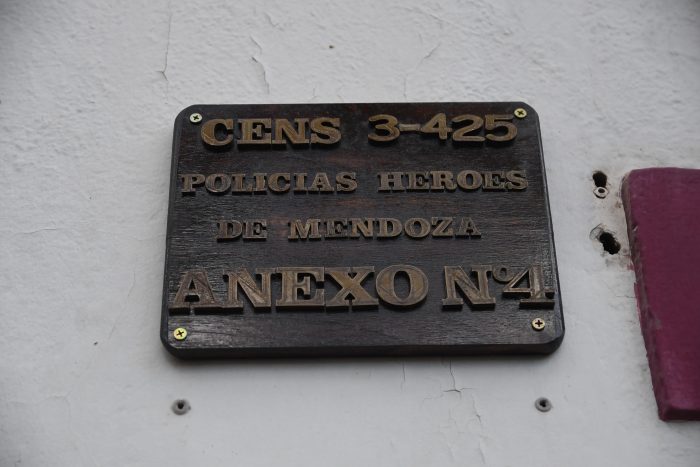 CENS 3-425
POLICIAS HEROES
DE MENDOZA
ANEXO Nº4.